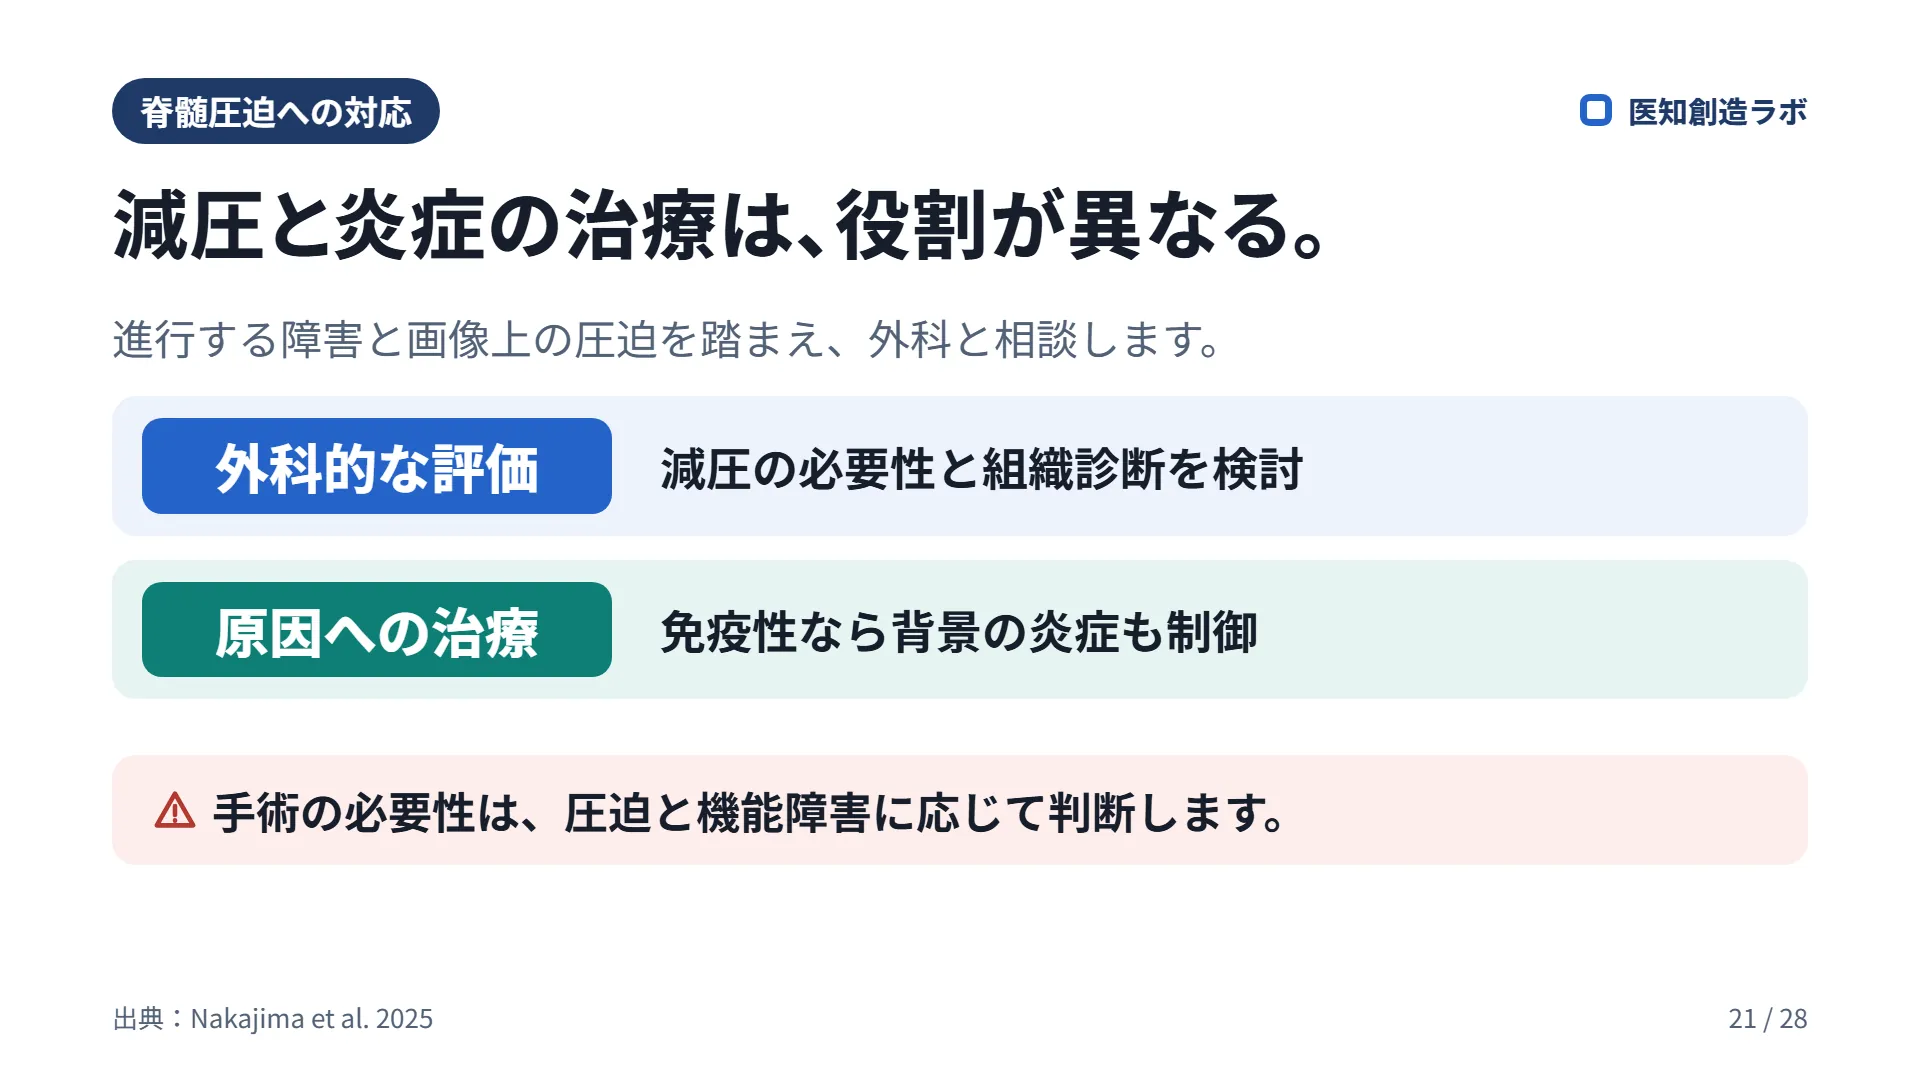 脊髄圧迫への対応
医知創造ラボ
減圧と炎症の治療は、役割が異なる。
進行する障害と画像上の圧迫を踏まえ、外科と相談します。
外科的な評価
減圧の必要性と組織診断を検討
原因への治療
免疫性なら背景の炎症も制御
手術の必要性は、圧迫と機能障害に応じて判断します。
出典：Nakajima et al. 2025
21 / 28